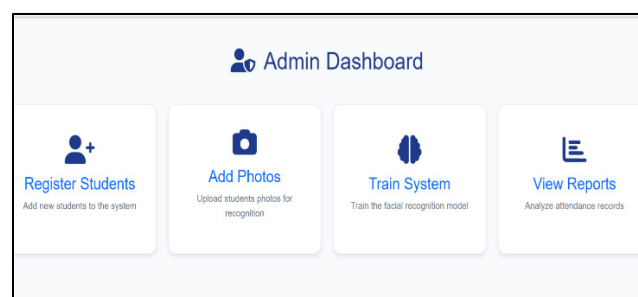 Admin Dashboard
Register Students
Add new students to the system
Add Photos
Upload students photos for
recognition
Train System
Train the facial recognition model
View Reports
Analyze attendance records